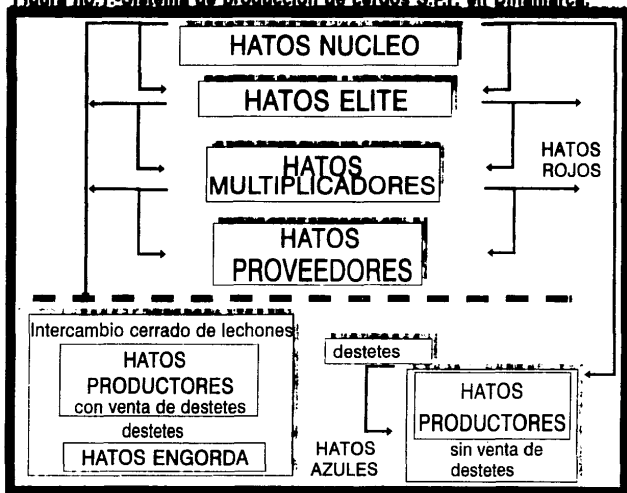 HATOS NUCLEO
HATOS ELITE
HATOS
MULTIPLICADORES
HATOS
ROJOS
HATOS
PROVEEDORES
Intercambio cerrado de lechones
HATOS
PRODUCTORES
con venta de destetes
destetes
HATOS ENGORDA
destetes
HATOS
AZULES
HATOS
PRODUCTORES
sin venta de
destetes